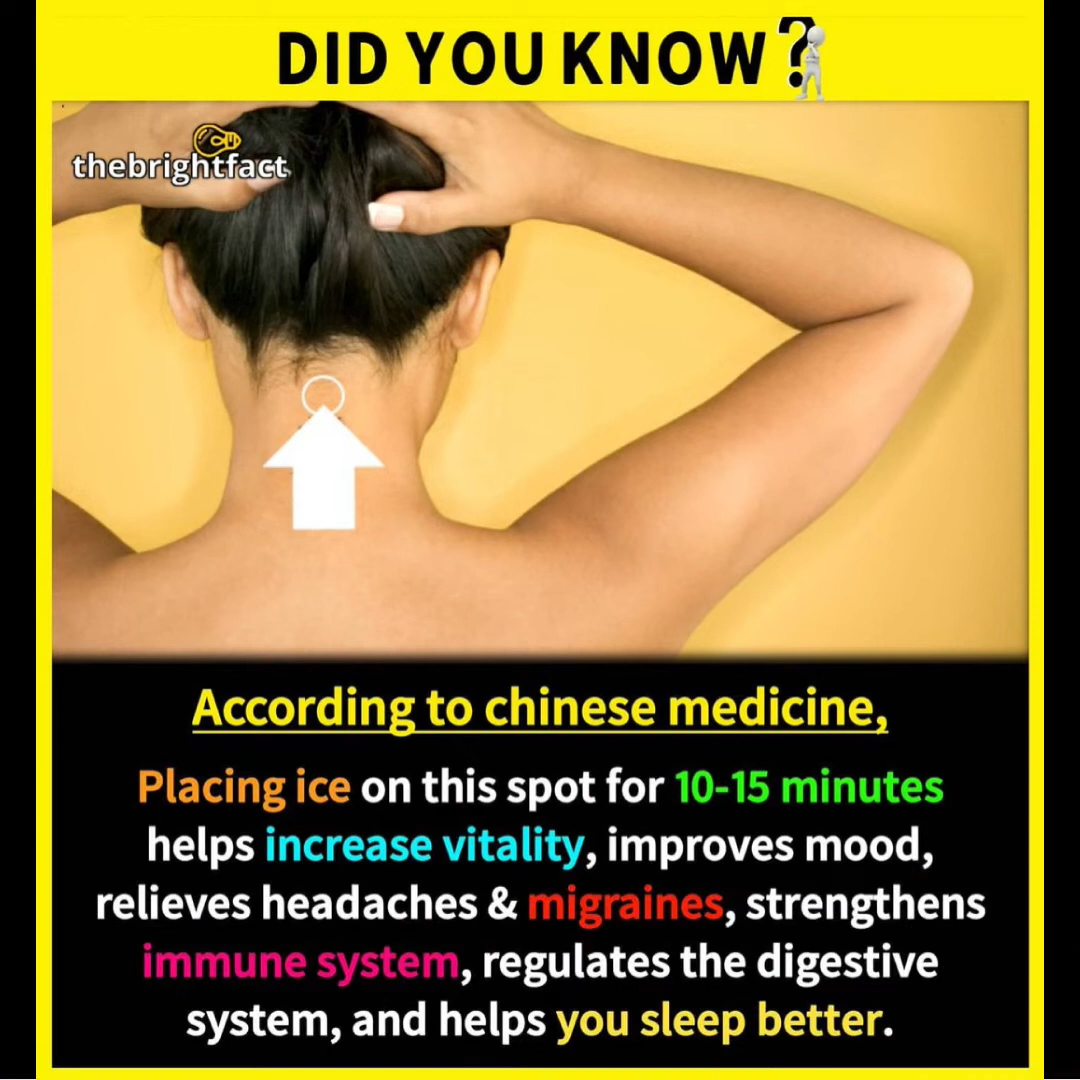 DID YOU KNOW?
thebrightfact
According to chinese medicine,
Placing ice on this spot for 10-15 minutes
helps increase vitality, improves mood,
relieves headaches & migraines, strengthens
immune system, regulates the digestive
system, and helps you sleep better.